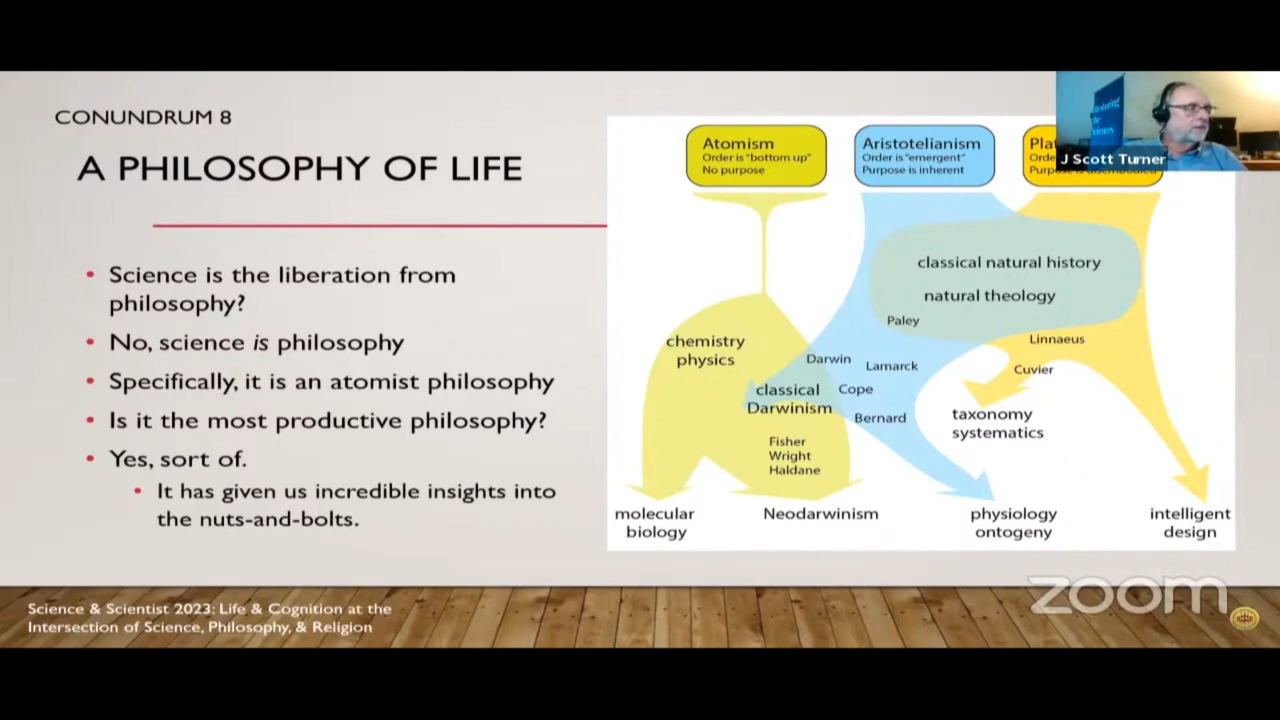 CONUNDRUM 8
A PHILOSOPHY OF LIFE
• Science is the liberation from
philosophy?
• No, science is philosophy
• Specifically, it is an atomist philosophy
• Is it the most productive philosophy?
• Yes, sort of.
• It has given us incredible insights into
the nuts-and-bolts.
Atomism
Order is "bottom up"
No purpose
Aristotelianism
Order is "emergent"
Purpose is inherent
J Scott Turner
classical natural history
natural theology
Paley
Linnaeus
chemistry
physics
Darwin
Lamarck
Cuvier
classical
Darwinism
Cope
Bernard
taxonomy
systematics
Fisher
Wright
Haldane
molecular
biology
Neodarwinism
physiology
ontogeny
intelligent
design
Science & Scientist 2023: Life & Cognition at the
Intersection of Science, Philosophy, & Religion
zoom